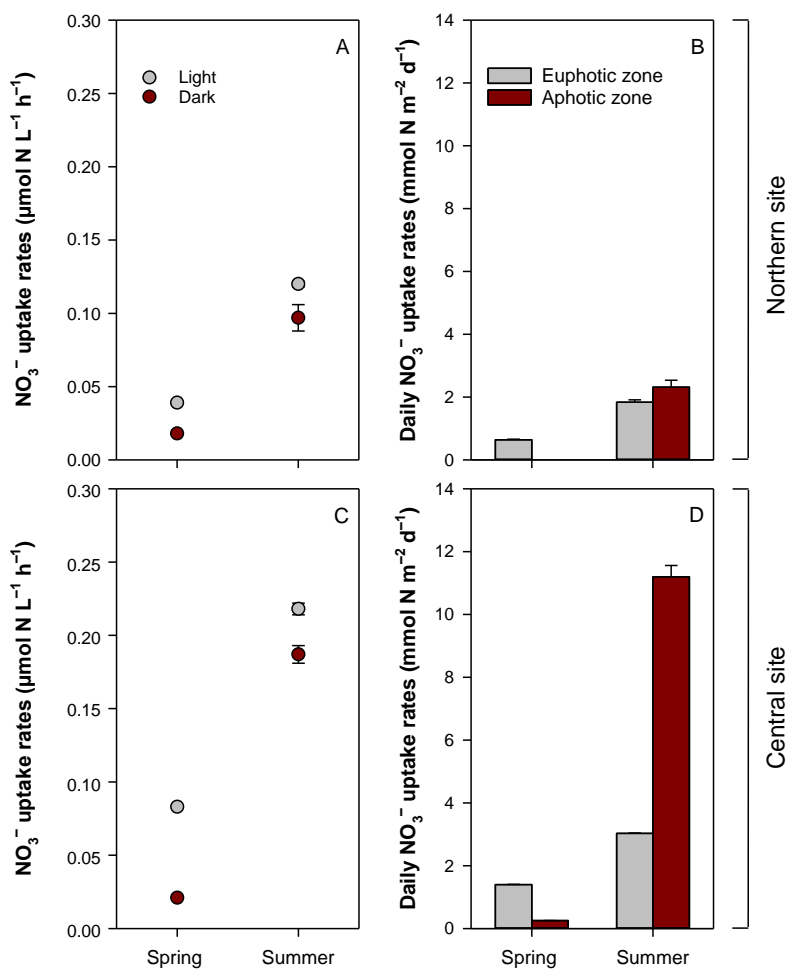 NO₃⁻ uptake rates (µmol N L⁻¹ h⁻¹)
0.30
0.25
0.20
0.15
0.10
0.05
0.00
A
Light
Dark
Daily NO₃⁻ uptake rates (mmol N m⁻² d⁻¹)
14
12
10
8
6
4
2
0
B
Euphotic zone
Aphotic zone
Northern site
NO₃⁻ uptake rates (µmol N L⁻¹ h⁻¹)
0.30
0.25
0.20
0.15
0.10
0.05
0.00
C
Spring
Summer
Daily NO₃⁻ uptake rates (mmol N m⁻² d⁻¹)
14
12
10
8
6
4
2
0
D
Spring
Summer
Central site